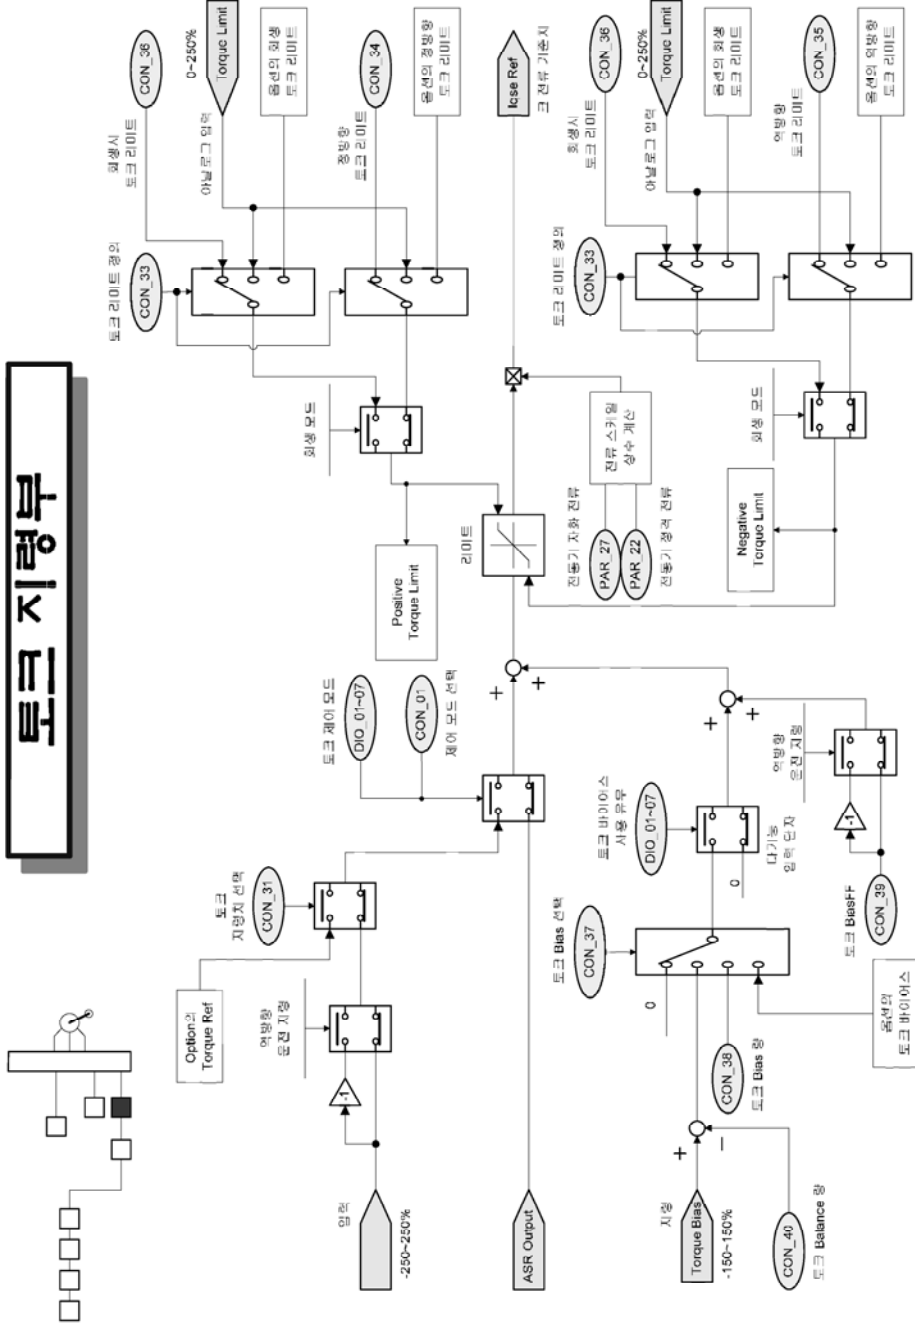 토크 지령부
입력
-250~250%
-1
역방향
운전 지령
Option의
Torque Ref
토크
지령치 선택
CON_31
ASR Output
토크 제어 모드
DIO_01~07
CON_01
제어 모드 선택
지령
Torque Bias
-150~150%
CON_40
토크 Balance 량
+
−
토크 Bias 선택
CON_37
0
CON_38
토크 Bias 량
옵션의
토크 바이어스
토크 바이어스
사용 유무
DIO_01~07
0
다기능
입력 단자
CON_39
토크 BiasFF
-1
역방향
운전 지령
+
+
+
+
Positive
Torque Limit
리미트
Negative
Torque Limit
전동기 자화 전류
PAR_27
PAR_22
전동기 정격 전류
전류 스케일
상수 계산
Iqse Ref
크 전류 기준치
회생 모드
토크 리미트 정의
CON_33
회생시
토크 리미트
CON_36
아날로그 입력
Torque Limit
0~250%
옵션의 회생
토크 리미트
정방향
토크 리미트
CON_34
옵션의 정방향
토크 리미트
회생 모드
토크 리미트 정의
CON_33
회생시
토크 리미트
CON_36
아날로그 입력
Torque Limit
0~250%
옵션의 회생
토크 리미트
역방향
토크 리미트
CON_35
옵션의 역방향
토크 리미트